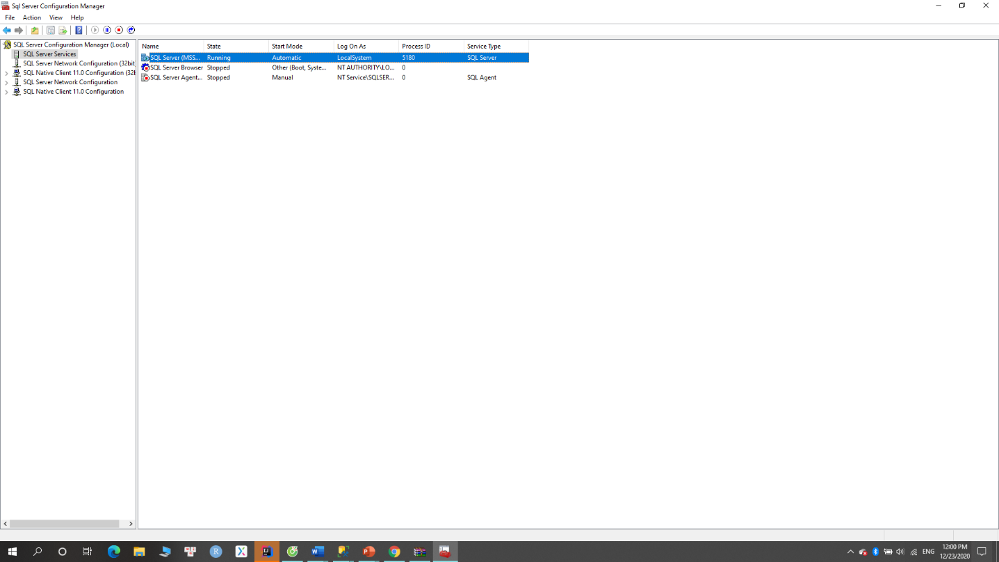 Sql Server Configuration Manager
File Action View Help
SQL Server Configuration Manager (Local)
SQL Server Services
SQL Server Network Configuration (32bit
SQL Native Client 11.0 Configuration (32l
SQL Server Network Configuration
SQL Native Client 11.0 Configuration
Name State Start Mode Log On As Process ID Service Type
SQL Server (MSS... Running Automatic LocalSystem 5180 SQL Server
SQL Server Browser Stopped Other (Boot, Syste... NT AUTHORITY\LO... 0
SQL Server Agent... Stopped Manual NT Service\SQLSER... 0 SQL Agent
ENG
12:00 PM
12/23/2020